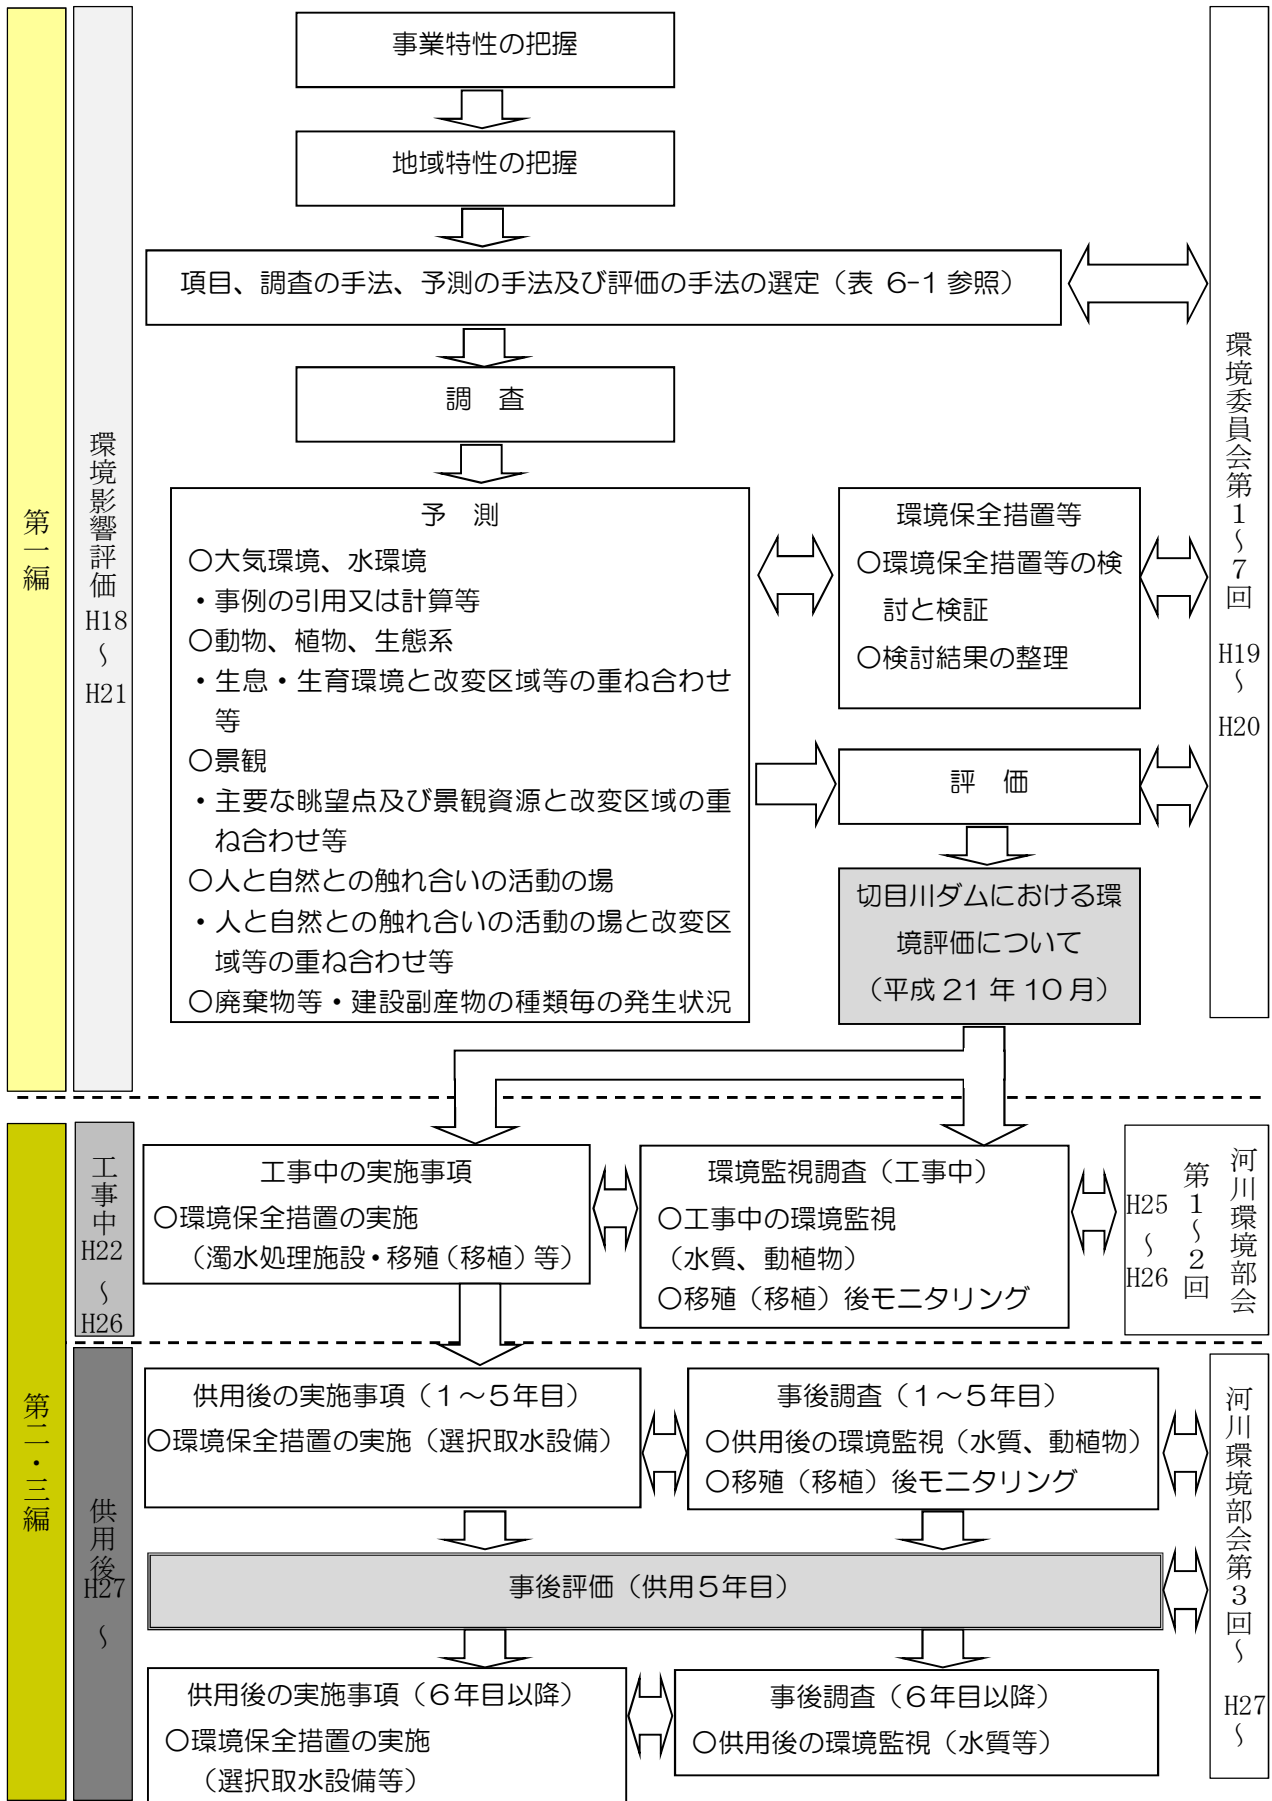 第一編
環境影響評価
H18
～
H21
事業特性の把握
地域特性の把握
項目、調査の手法、予測の手法及び評価の手法の選定（表 6-1 参照）
調　査
予　測
○大気環境、水環境
・事例の引用又は計算等
○動物、植物、生態系
・生息・生育環境と改変区域等の重ね合わせ
等
○景観
・主要な眺望点及び景観資源と改変区域の重
ね合わせ等
○人と自然との触れ合いの活動の場
・人と自然との触れ合いの活動の場と改変区
域等の重ね合わせ等
○廃棄物等・建設副産物の種類毎の発生状況
環境保全措置等
○環境保全措置等の検
討と検証
○検討結果の整理
評　価
切目川ダムにおける環
境評価について
（平成 21 年 10 月）
環境委員会第1～7回
H19
～
H20
第二・三編
工事中
H22
～
H26
工事中の実施事項
○環境保全措置の実施
（濁水処理施設・移殖（移植）等）
環境監視調査（工事中）
○工事中の環境監視
（水質、動植物）
○移殖（移植）後モニタリング
河川環境部会
第1～2回
H25
～
H26
供用後
H27
～
供用後の実施事項（1～5年目）
○環境保全措置の実施（選択取水設備）
事後調査（1～5年目）
○供用後の環境監視（水質、動植物）
○移殖（移植）後モニタリング
事後評価（供用5年目）
供用後の実施事項（6年目以降）
○環境保全措置の実施
（選択取水設備等）
事後調査（6年目以降）
○供用後の環境監視（水質等）
河川環境部会第3回～
H27
～